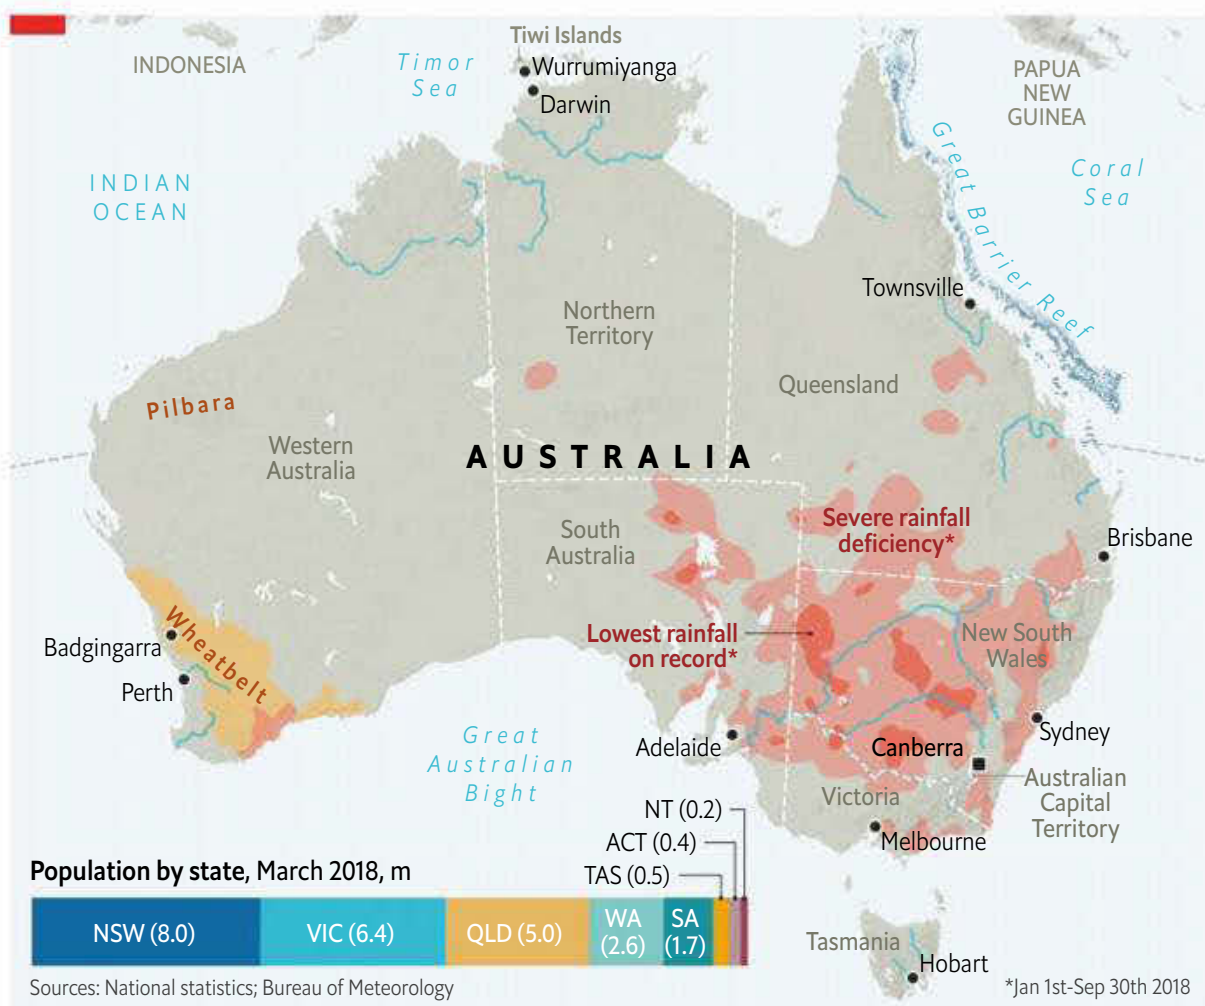 Tiwi Islands
INDONESIA
Timor
Sea
Wurrumiyanga
Darwin
PAPUA
NEW
GUINEA
INDIAN
OCEAN
Great Barrier Reef
Coral
Sea
Townsville
Northern
Territory
Queensland
Pilbara
Western
Australia
AUSTRALIA
South
Australia
Severe rainfall
deficiency*
Brisbane
Wheatbelt
Badgingarra
Perth
Lowest rainfall
on record*
New South
Wales
Great
Australian
Bight
Adelaide
Canberra
Sydney
Australian
Capital
Territory
Victoria
Melbourne
NT (0.2)
ACT (0.4)
TAS (0.5)
Population by state, March 2018, m
NSW (8.0)
VIC (6.4)
QLD (5.0)
WA
(2.6)
SA
(1.7)
Tasmania
Hobart
Sources: National statistics; Bureau of Meteorology
*Jan 1st-Sep 30th 2018